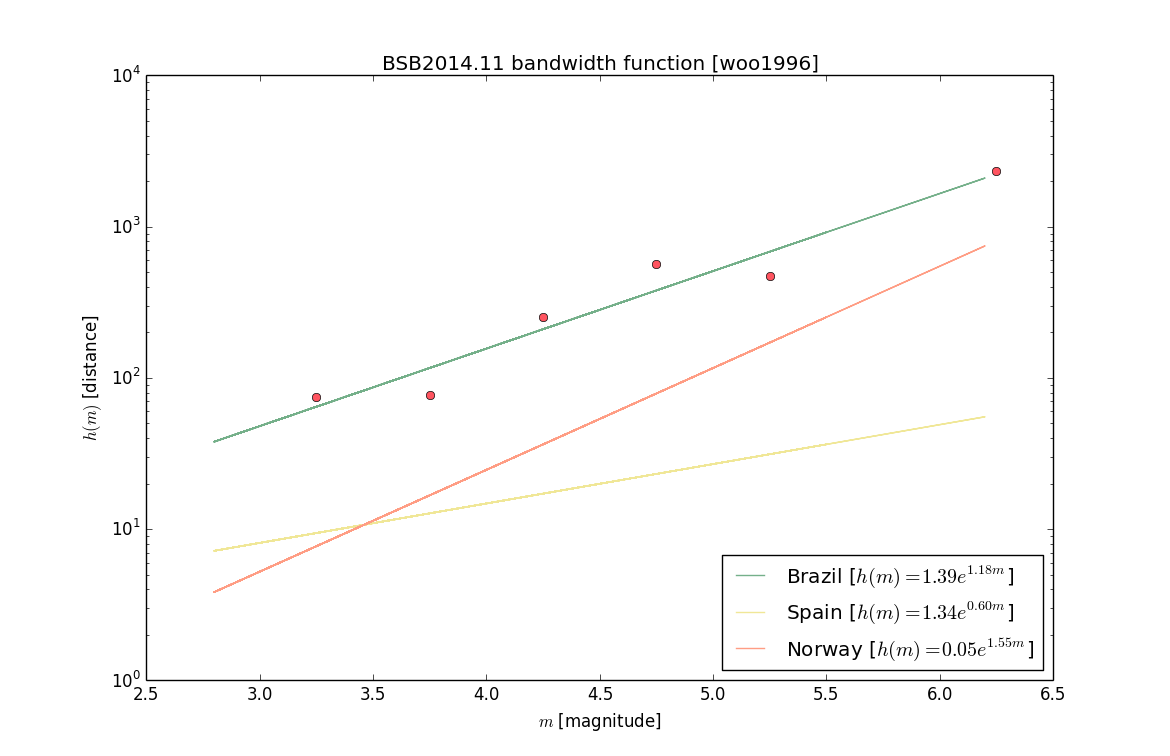 BSB2014.11 bandwidth function [woo1996]
10^4
10^3
10^2
10^1
10^0
h(m) [distance]
2.5 3.0 3.5 4.0 4.5 5.0 5.5 6.0 6.5
m [magnitude]
Brazil [h(m)=1.39e^{1.18m}]
Spain [h(m)=1.34e^{0.60m}]
Norway [h(m)=0.05e^{1.55m}]